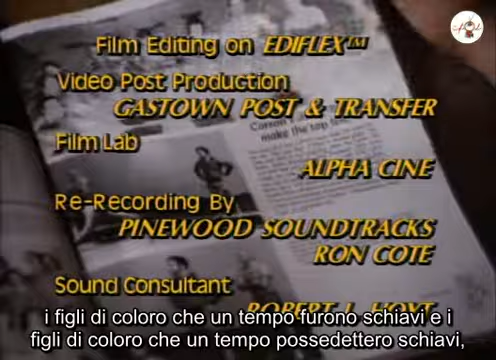 Film Editing on EDIFLEX™
Video Post Production
GASTOWN POST & TRANSFER
Film Lab
ALPHA CINE
Re-Recording By
PINEWOOD SOUNDTRACKS
RON COTE
Sound Consultant
ROBERT L. HOYT
i figli di coloro che un tempo furono schiavi e i
figli di coloro che un tempo possedettero schiavi,